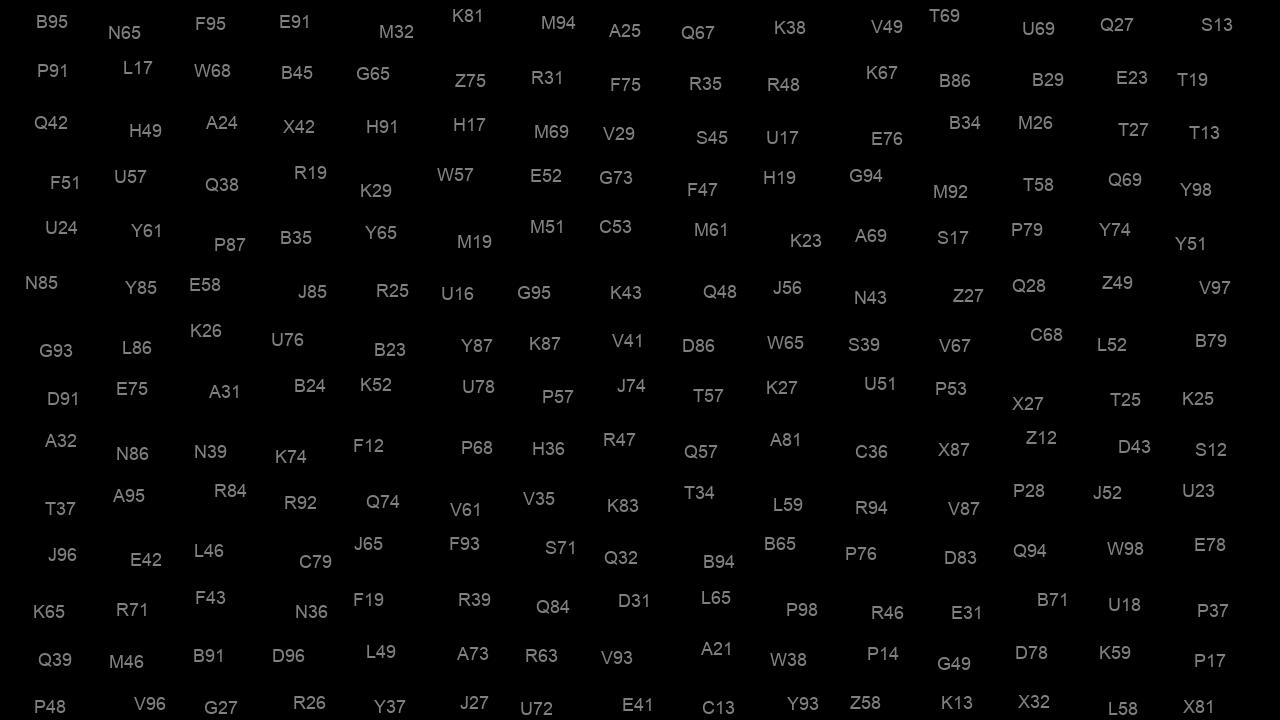 B95 N65 F95 E91 M32 K81 M94 A25 Q67 K38 V49 T69 U69 Q27 S13
P91 L17 W68 B45 G65 Z75 R31 F75 R35 R48 K67 B86 B29 E23 T19
Q42 H49 A24 X42 H91 H17 M69 V29 S45 U17 E76 B34 M26 T27 T13
F51 U57 Q38 R19 K29 W57 E52 G73 F47 H19 G94 M92 T58 Q69 Y98
U24 Y61 P87 B35 Y65 M19 M51 C53 M61 K23 A69 S17 P79 Y74 Y51
N85 Y85 E58 J85 R25 U16 G95 K43 Q48 J56 N43 Z27 Q28 Z49 V97
G93 L86 K26 U76 B23 Y87 K87 V41 D86 W65 S39 V67 C68 L52 B79
D91 E75 A31 B24 K52 U78 P57 J74 T57 K27 U51 P53 X27 T25 K25
A32 N86 N39 K74 F12 P68 H36 R47 Q57 A81 C36 X87 Z12 D43 S12
T37 A95 R84 R92 Q74 V61 V35 K83 T34 L59 R94 V87 P28 J52 U23
J96 E42 L46 C79 J65 F93 S71 Q32 B94 B65 P76 D83 Q94 W98 E78
K65 R71 F43 N36 F19 R39 Q84 D31 L65 P98 R46 E31 B71 U18 P37
Q39 M46 B91 D96 L49 A73 R63 V93 A21 W38 P14 G49 D78 K59 P17
P48 V96 G27 R26 Y37 J27 U72 E41 C13 Y93 Z58 K13 X32 L58 X81